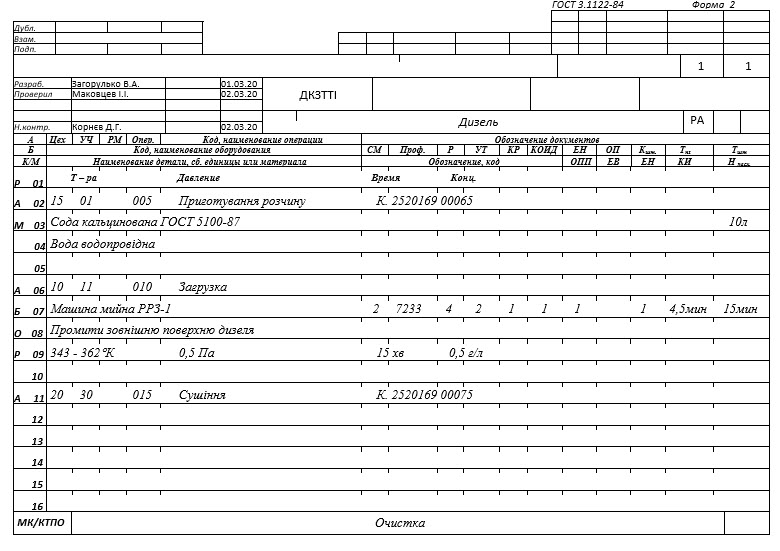 ГОСТ 3.1122-84 Форма 2
Дубл.
Взам.
Подп.
1 1
Разраб. Загорулько В.А. 01.03.20
Проверил Маковцев І.І. 02.03.20
ДКЗТТІ
Н.контр. Корнєв Д.Г. 02.03.20
Дизель РА
А Цех УЧ РМ Опер. Код, наименование операции Обозначение документов
Б Код, наименование оборудования СМ Проф. Р УТ КР КОИД ЕН ОП К шт. Т пз Т шт
К/М Наименование детали, сб. единицы или материала Обозначение, код ОПП ЕВ ЕН КИ Н расх.
Р 01 Т – ра Давление Время Конц.
А 02 15 01 005 Приготування розчину К. 2520169 00065
М 03 Сода кальцинована ГОСТ 5100-87 10л
04 Вода водопровідна
05
А 06 10 11 010 Загрузка
Б 07 Машина мийна РРЗ-1 2 7233 4 2 1 1 1 1 4,5мин 15мин
О 08 Промити зовнішню поверхню дизеля
Р 09 343 - 362°К 0,5 Па 15 хв 0,5 г/л
10
А 11 20 30 015 Сушіння К. 2520169 00075
12
13
14
15
16
МК/КТПО Очистка